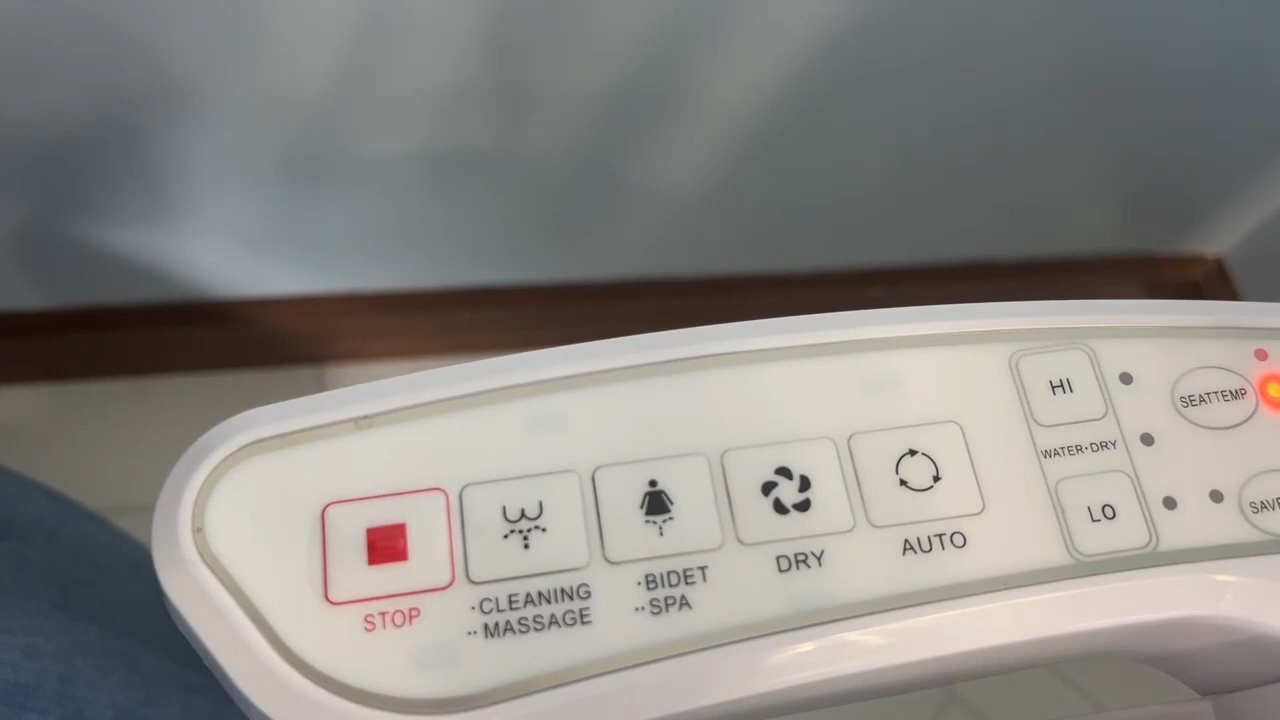 STOP
·CLEANING
··MASSAGE
·BIDET
··SPA
DRY
AUTO
HI
WATER·DRY
LO
SEATTEMP